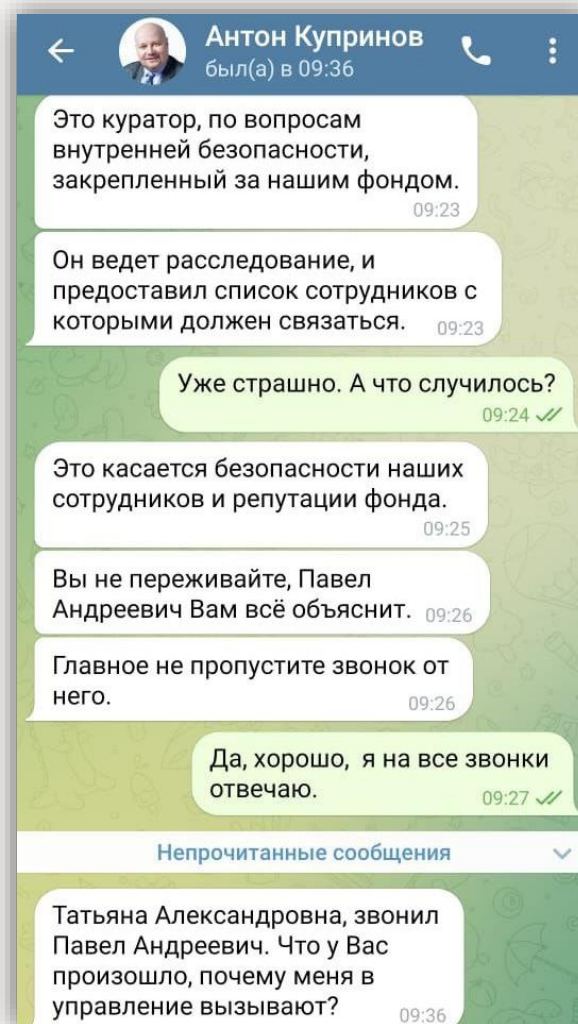 Антон Купринов
был(а) в 09:36
Это куратор, по вопросам
внутренней безопасности,
закрепленный за нашим фондом.
09:23
Он ведет расследование, и
предоставил список сотрудников с
которыми должен связаться. 09:23
Уже страшно. А что случилось?
09:24
Это касается безопасности наших
сотрудников и репутации фонда.
09:25
Вы не переживайте, Павел
Андреевич Вам всё объяснит. 09:26
Главное не пропустите звонок от
него. 09:26
Да, хорошо,  я на все звонки
отвечаю. 09:27
Непрочитанные сообщения
Татьяна Александровна, звонил
Павел Андреевич. Что у Вас
произошло, почему меня в
управление вызывают? 09:36